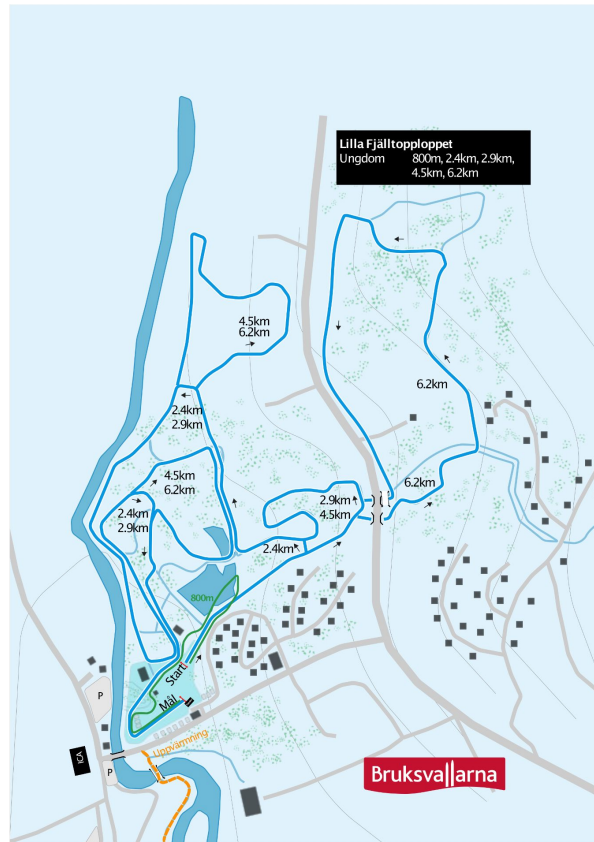 Lilla Fjälltopploppet
Ungdom 800m, 2.4km, 2.9km,
4.5km, 6.2km
4.5km
6.2km
6.2km
2.4km
2.9km
4.5km
6.2km
6.2km
2.9km
4.5km
2.4km
2.9km
2.4km
800m
Start
Mål
P
Uppvärmning
ICA
P
Bruksvallarna